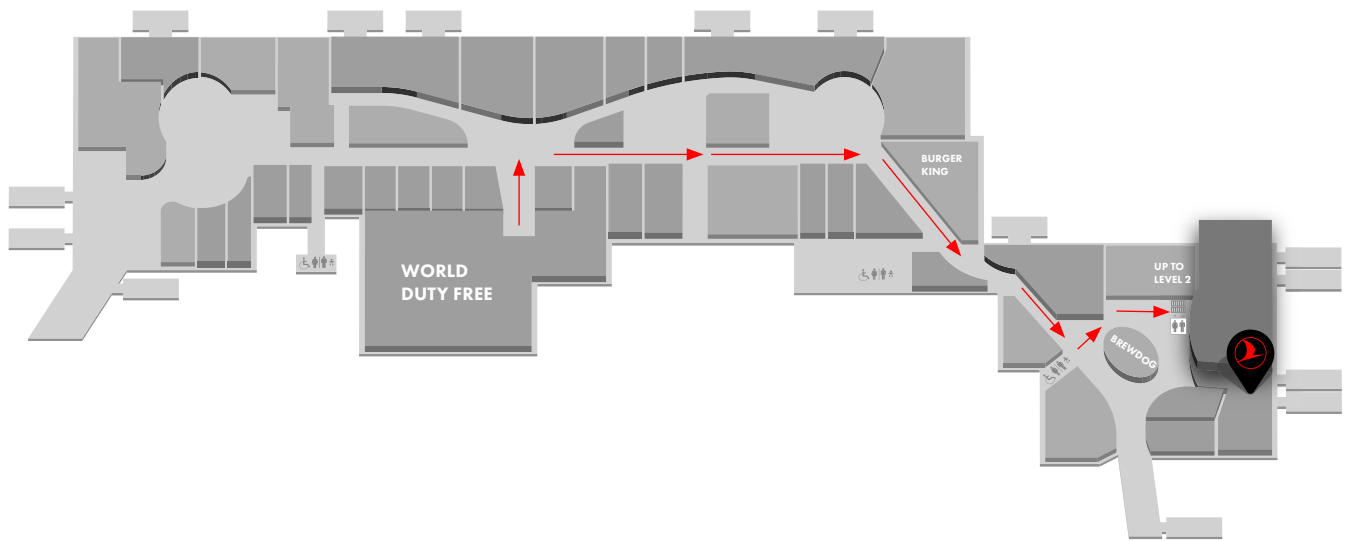 BURGER
KING
WORLD
DUTY FREE
UP TO
LEVEL 2
BREWDOG